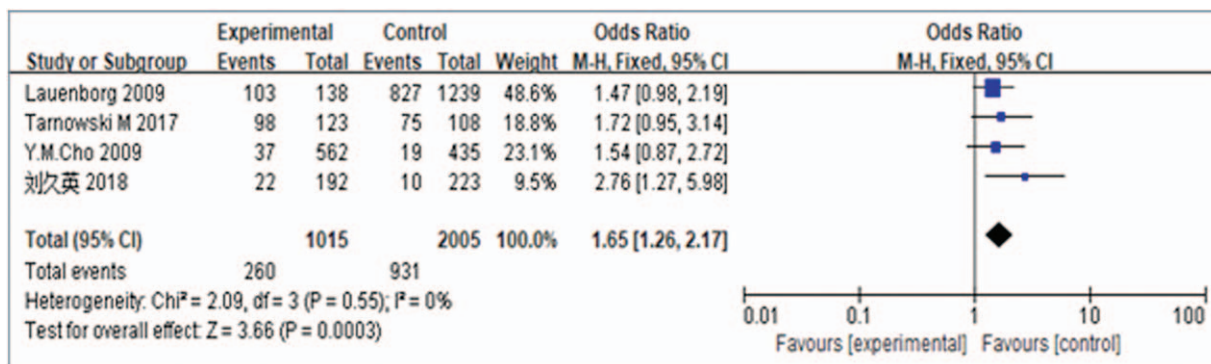 Experimental Control Odds Ratio Odds Ratio
Study or Subgroup Events Total Events Total Weight M-H, Fixed, 95% CI M-H, Fixed, 95% CI
Lauenborg 2009 103 138 827 1239 48.6% 1.47 [0.98, 2.19]
Tarnowski M 2017 98 123 75 108 18.8% 1.72 [0.95, 3.14]
Y.M.Cho 2009 37 562 19 435 23.1% 1.54 [0.87, 2.72]
刘久英 2018 22 192 10 223 9.5% 2.76 [1.27, 5.98]
Total (95% CI) 1015 2005 100.0% 1.65 [1.26, 2.17]
Total events 260 931
Heterogeneity: Chi² = 2.09, df = 3 (P = 0.55); I² = 0%
Test for overall effect: Z = 3.66 (P = 0.0003)
0.01 0.1 1 10 100
Favours [experimental] Favours [control]